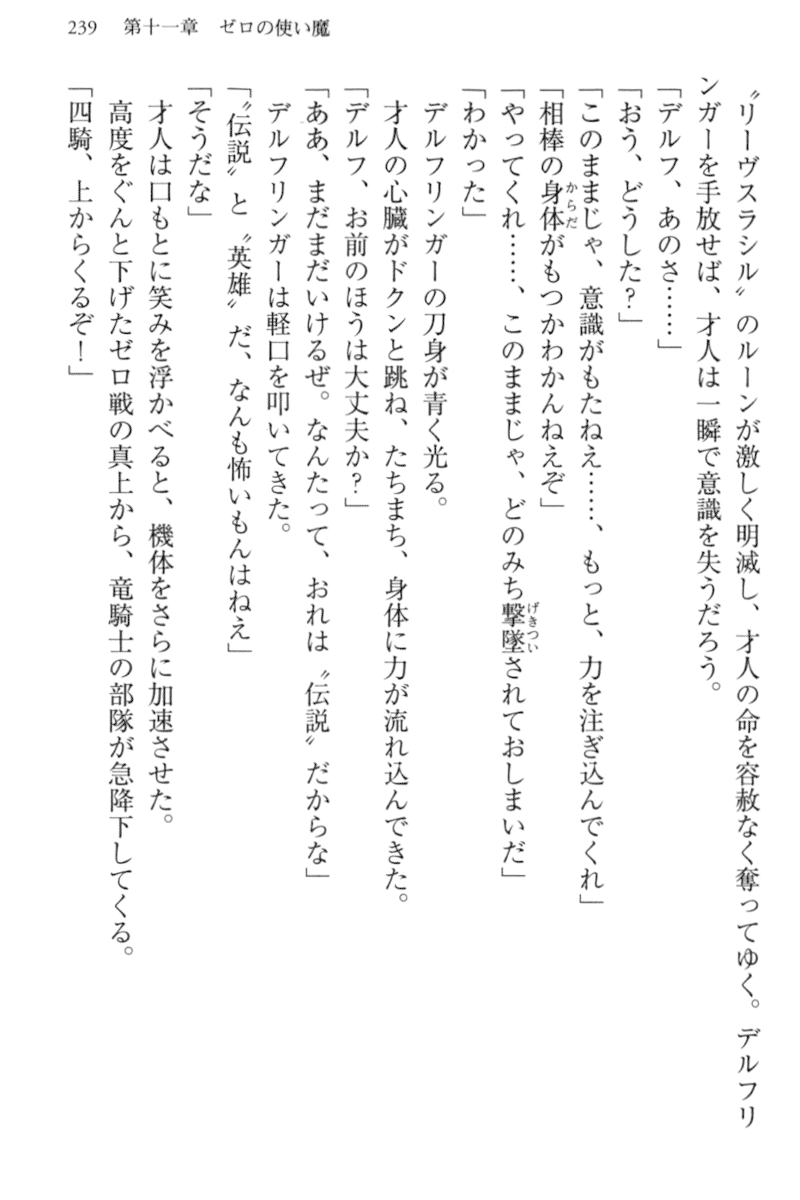 239　第十一章　ゼロの使い魔
〝リーヴスラシル〟のルーンが激しく明滅し、才人の命を容赦なく奪ってゆく。デルフリ
ンガーを手放せば、才人は一瞬で意識を失うだろう。
「デルフ、あのさ……」
「おう、どうした？」
「このままじゃ、意識がもたねえ……、もっと、力を注ぎ込んでくれ」
「相棒の身体からだがもつかわかんねえぞ」
「やってくれ……、このままじゃ、どのみち撃墜げきついされておしまいだ」
「わかった」
デルフリンガーの刀身が青く光る。
才人の心臓がドクンと跳ね、たちまち、身体に力が流れ込んできた。
「デルフ、お前のほうは大丈夫か？」
「ああ、まだまだいけるぜ。なんたって、おれは〝伝説〟だからな」
デルフリンガーは軽口を叩いてきた。
「〝伝説〟と〝英雄〟だ、なんも怖いもんはねえ」
「そうだな」
才人は口もとに笑みを浮かべると、機体をさらに加速させた。
高度をぐんと下げたゼロ戦の真上から、竜騎士の部隊が急降下してくる。
「四騎、上からくるぞ！」